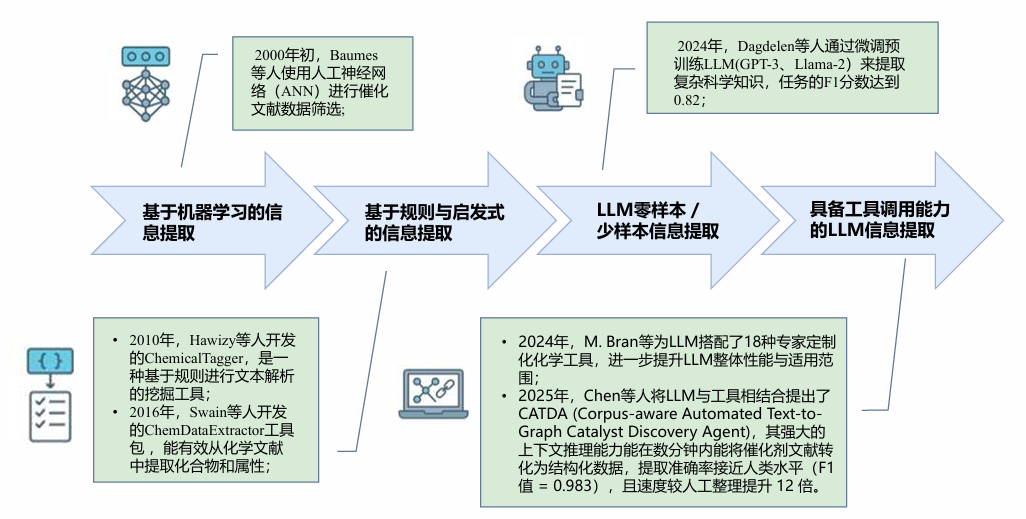 2000年初，Baumes
等人使用人工神经网
络（ANN）进行催化
文献数据筛选;
2024年，Dagdelen等人通过微调预
训练LLM(GPT-3、Llama-2）来提取
复杂科学知识，任务的F1分数达到
0.82；
基于机器学习的信
息提取
基于规则与启发式
的信息提取
LLM零样本 /
少样本信息提取
具备工具调用能力
的LLM信息提取
• 2010年，Hawizy等人开发
的ChemicalTagger，是一
种基于规则进行文本解析
的挖掘工具；
• 2016年，Swain等人开发
的ChemDataExtractor工具
包 ，能有效从化学文献
中提取化合物和属性；
• 2024年，M. Bran等为LLM搭配了18种专家定制
化化学工具，进一步提升LLM整体性能与适用范
围；
• 2025年，Chen等人将LLM与工具相结合提出了
CATDA (Corpus-aware Automated Text-to-
Graph Catalyst Discovery Agent)，其强大的
上下文推理能力能在数分钟内能将催化剂文献转
化为结构化数据，提取准确率接近人类水平（F1
值 = 0.983），且速度较人工整理提升 12 倍。